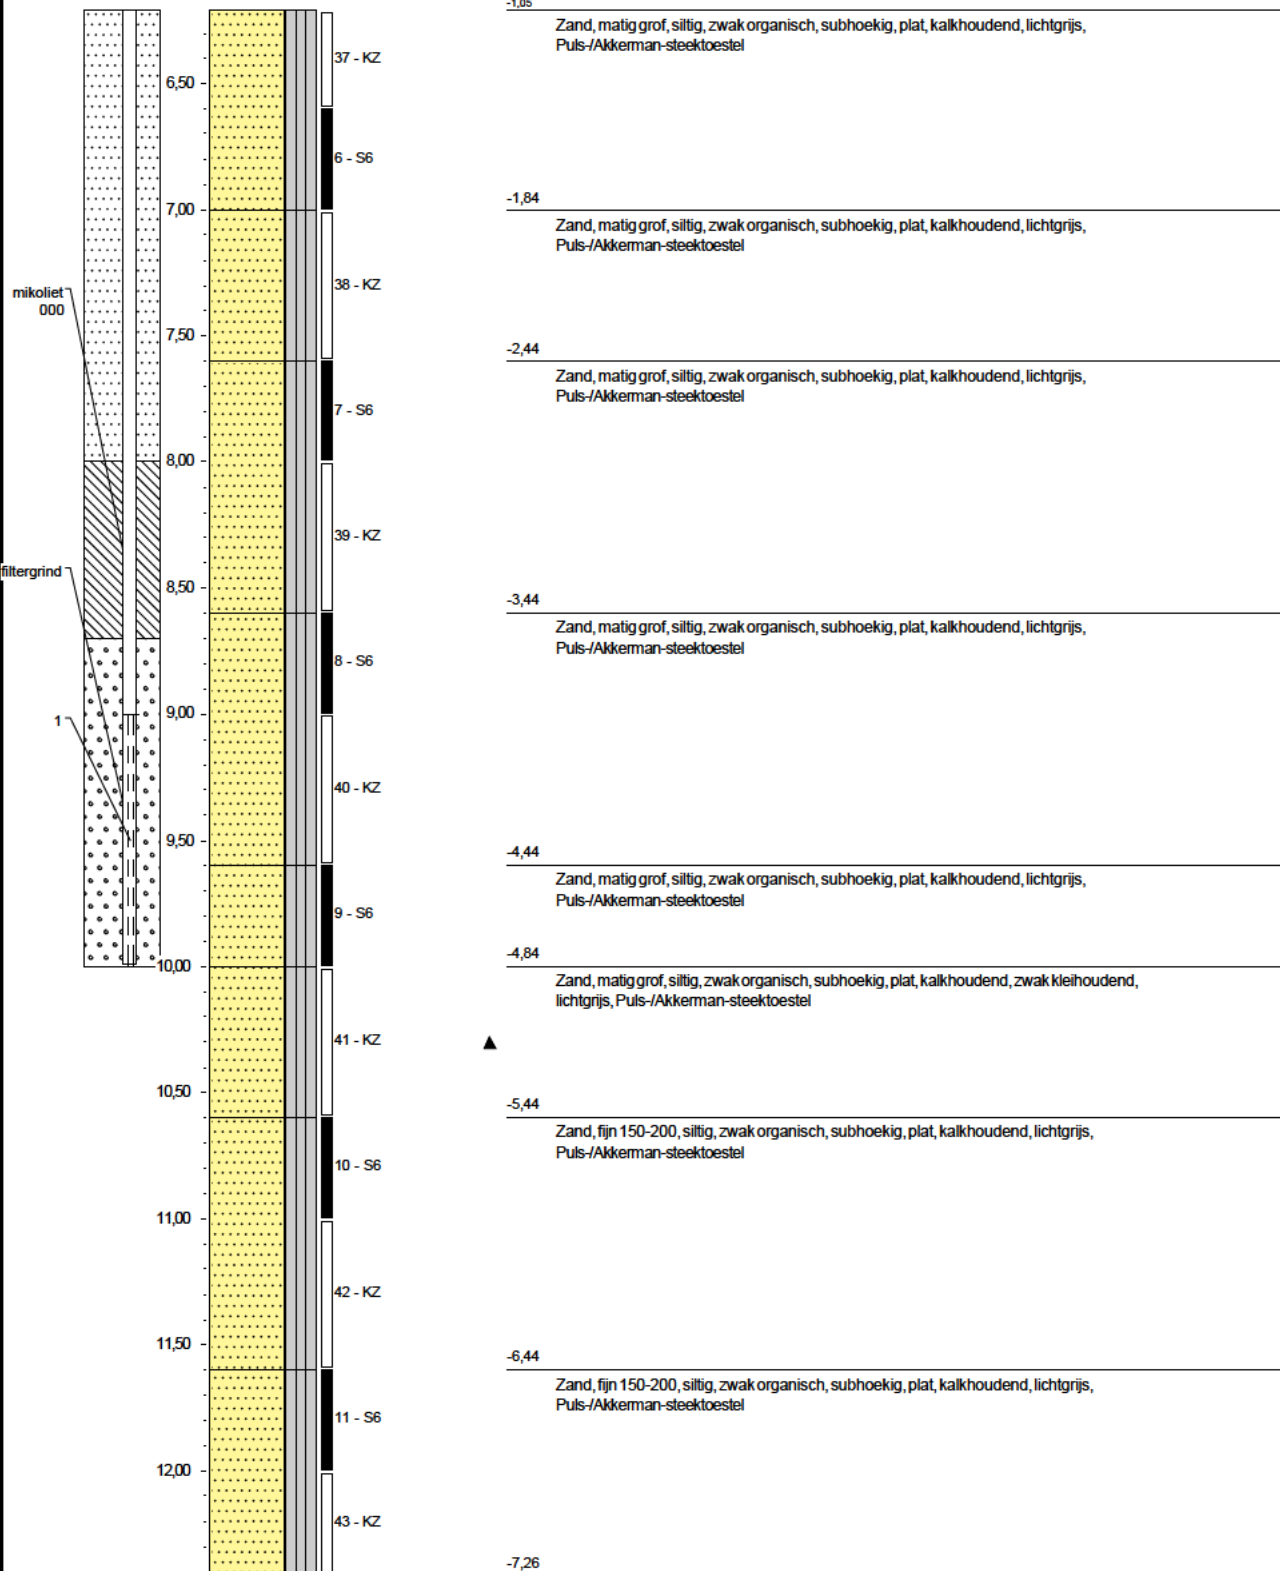 -1,05
Zand, matig grof, siltig, zwak organisch, subhoekig, plat, kalkhoudend, lichtgrijs,
Puls-/Akkerman-steektoestel
37 - KZ
6,50
6 - S6
-1,84
7,00
Zand, matig grof, siltig, zwak organisch, subhoekig, plat, kalkhoudend, lichtgrijs,
Puls-/Akkerman-steektoestel
38 - KZ
mikoliet
000
7,50
-2,44
Zand, matig grof, siltig, zwak organisch, subhoekig, plat, kalkhoudend, lichtgrijs,
Puls-/Akkerman-steektoestel
7 - S6
8,00
39 - KZ
filtergrind
8,50
-3,44
Zand, matig grof, siltig, zwak organisch, subhoekig, plat, kalkhoudend, lichtgrijs,
Puls-/Akkerman-steektoestel
8 - S6
9,00
1
40 - KZ
9,50
-4,44
Zand, matig grof, siltig, zwak organisch, subhoekig, plat, kalkhoudend, lichtgrijs,
Puls-/Akkerman-steektoestel
9 - S6
-4,84
10,00
Zand, matig grof, siltig, zwak organisch, subhoekig, plat, kalkhoudend, zwak kleihoudend,
lichtgrijs, Puls-/Akkerman-steektoestel
41 - KZ
10,50
-5,44
Zand, fijn 150-200, siltig, zwak organisch, subhoekig, plat, kalkhoudend, lichtgrijs,
Puls-/Akkerman-steektoestel
10 - S6
11,00
42 - KZ
11,50
-6,44
Zand, fijn 150-200, siltig, zwak organisch, subhoekig, plat, kalkhoudend, lichtgrijs,
Puls-/Akkerman-steektoestel
11 - S6
12,00
43 - KZ
-7,26